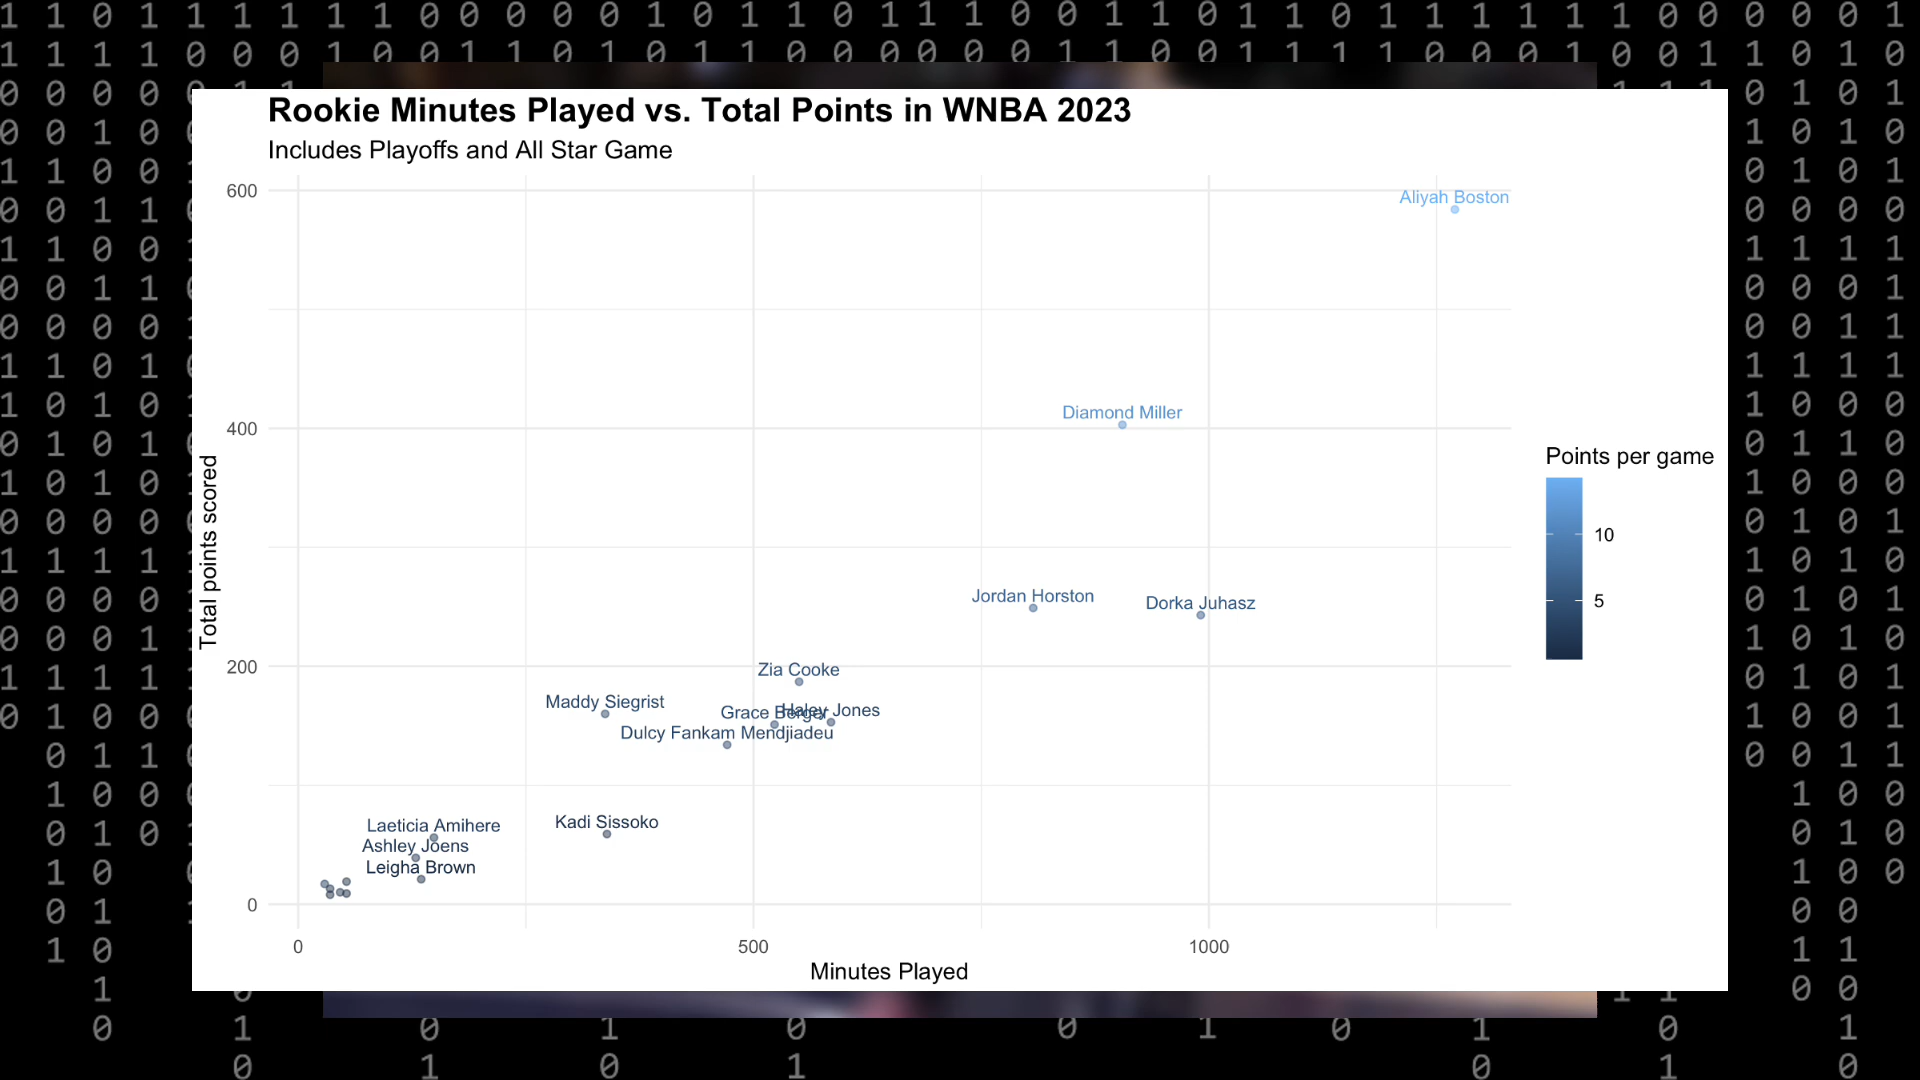 Rookie Minutes Played vs. Total Points in WNBA 2023
Includes Playoffs and All Star Game
600
400
200
0
Total points scored
0
500
1000
Minutes Played
Aliyah Boston
Diamond Miller
Jordan Horston
Dorka Juhasz
Zia Cooke
Maddy Siegrist
Grace Berger
Haley Jones
Dulcy Fankam Mendjiadeu
Laeticia Amihere
Kadi Sissoko
Ashley Joens
Leigha Brown
Points per game
10
5